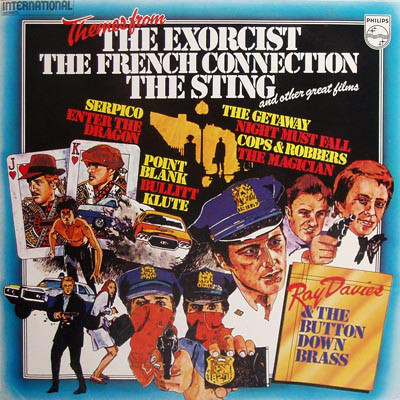 INTERNATIONAL
PHILIPS
Themes from
THE EXORCIST
THE FRENCH CONNECTION
THE STING
and other great films
SERPICO
ENTER THE
DRAGON
POINT
BLANK
BULLITT
KLUTE
THE GETAWAY
NIGHT MUST FALL
COPS & ROBBERS
THE MAGICIAN
J
K
Ray Davies
& THE
BUTTON
DOWN
BRASS